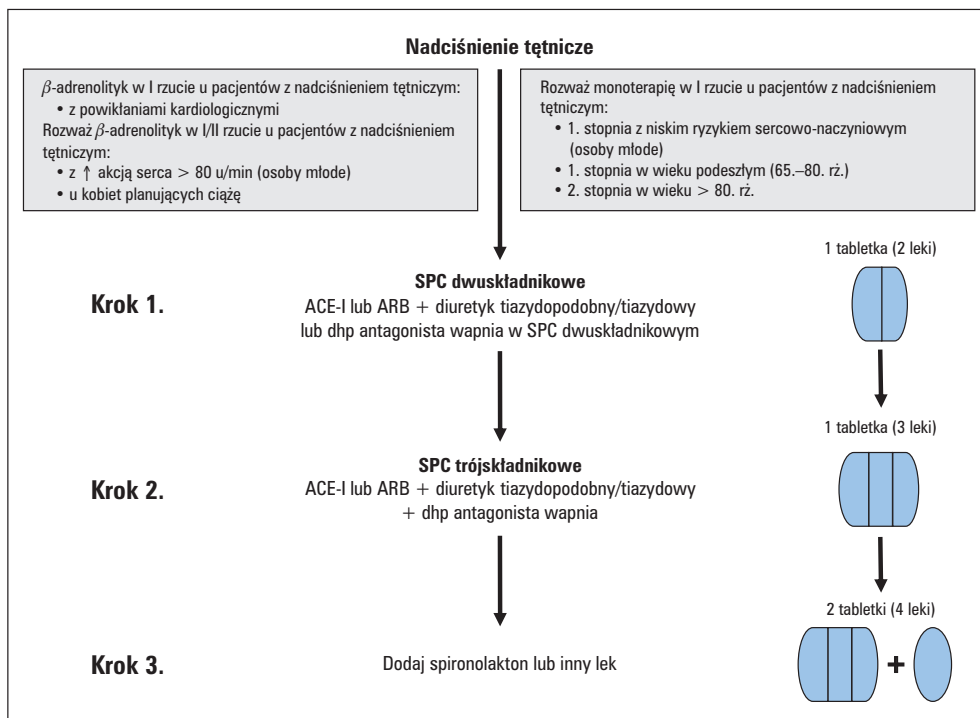 Nadciśnienie tętnicze
β-adrenolityk w I rzucie u pacjentów z nadciśnieniem tętniczym:
• z powikłaniami kardiologicznymi
Rozważ β-adrenolityk w I/II rzucie u pacjentów z nadciśnieniem
tętniczym:
• z ↑ akcją serca > 80 u/min (osoby młode)
• u kobiet planujących ciążę
Rozważ monoterapię w I rzucie u pacjentów z nadciśnieniem
tętniczym:
• 1. stopnia z niskim ryzykiem sercowo-naczyniowym
(osoby młode)
• 1. stopnia w wieku podeszłym (65.–80. rż.)
• 2. stopnia w wieku > 80. rż.
Krok 1.
SPC dwuskładnikowe
ACE-I lub ARB + diuretyk tiazydopodobny/tiazydowy
lub dhp antagonista wapnia w SPC dwuskładnikowym
1 tabletka (2 leki)
Krok 2.
SPC trójskładnikowe
ACE-I lub ARB + diuretyk tiazydopodobny/tiazydowy
+ dhp antagonista wapnia
1 tabletka (3 leki)
Krok 3.
Dodaj spironolakton lub inny lek
2 tabletki (4 leki)
+